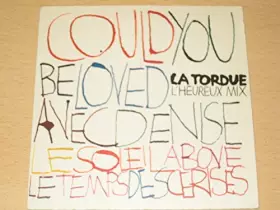 COULD YOU
BE LOVED
LA TORDUE
L'HEUREUX MIX
AVEC DENISE
LE SOLEIL ABOVE
LE TEMPS DES CERISES